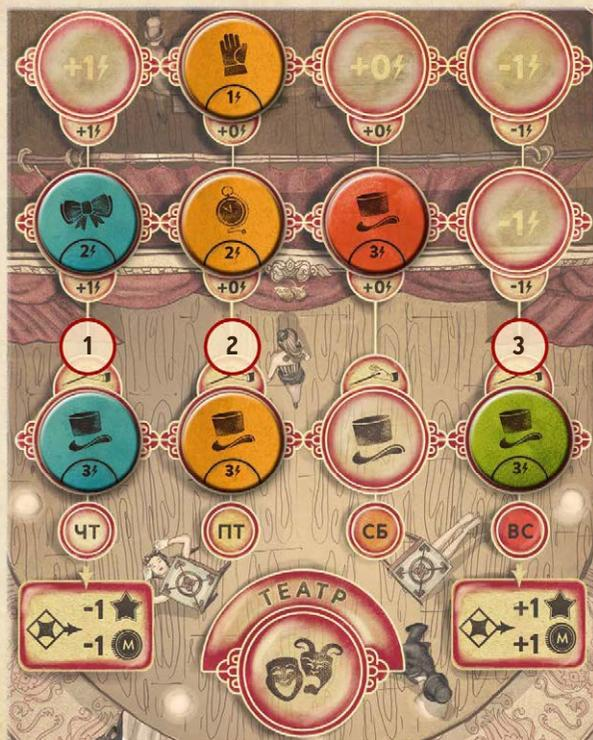 +1 1 +0 -1
+1 +0 +0 -1
2 2 3 -1
+1 +0 +0 -1
1 2 3
3 3 3
ЧТ ПТ СБ ВС
-1 +1
-1 М +1 М
ТЕАТР